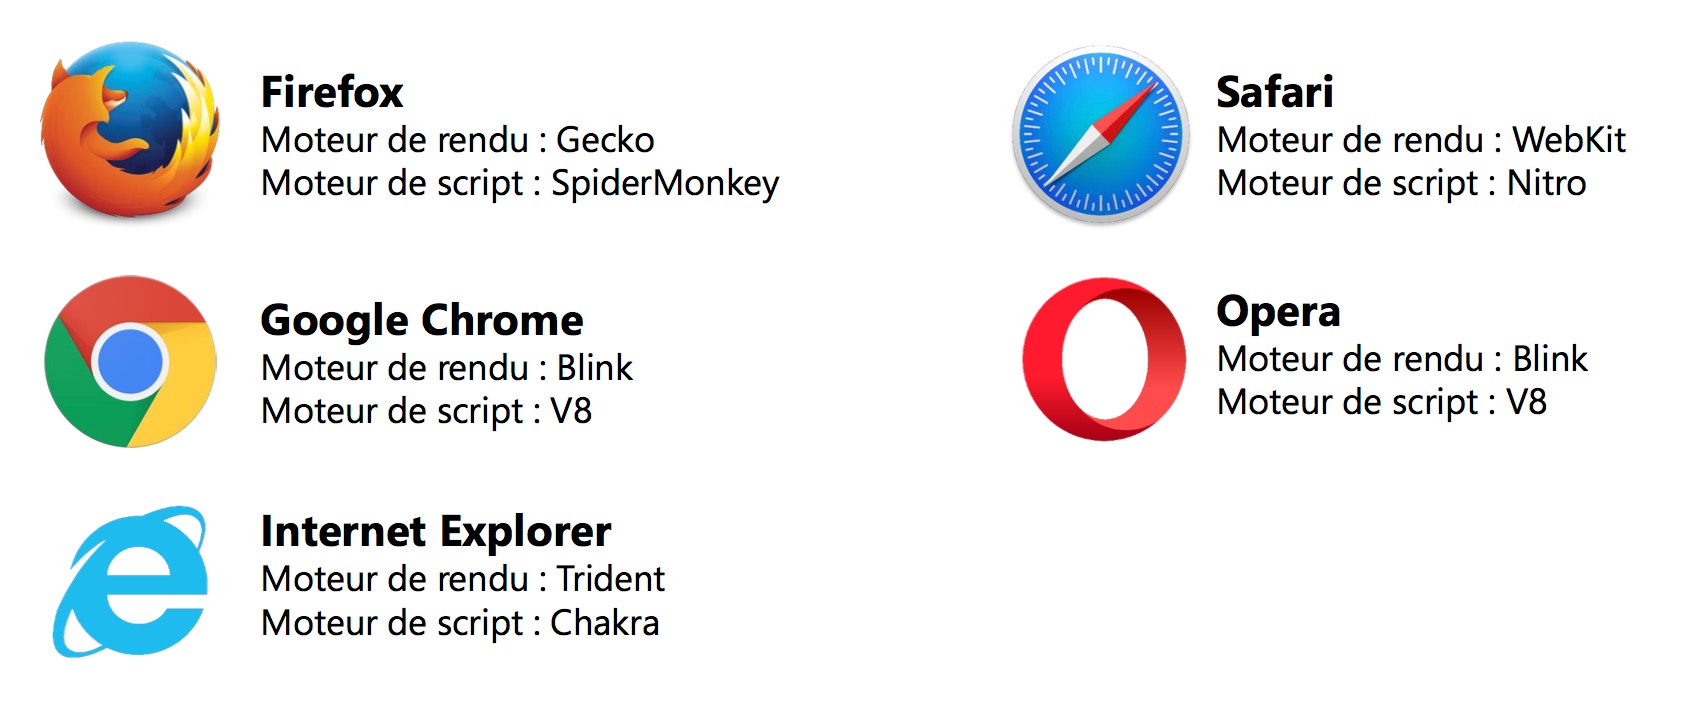 Firefox
Moteur de rendu : Gecko
Moteur de script : SpiderMonkey
Safari
Moteur de rendu : WebKit
Moteur de script : Nitro
Google Chrome
Moteur de rendu : Blink
Moteur de script : V8
Opera
Moteur de rendu : Blink
Moteur de script : V8
Internet Explorer
Moteur de rendu : Trident
Moteur de script : Chakra